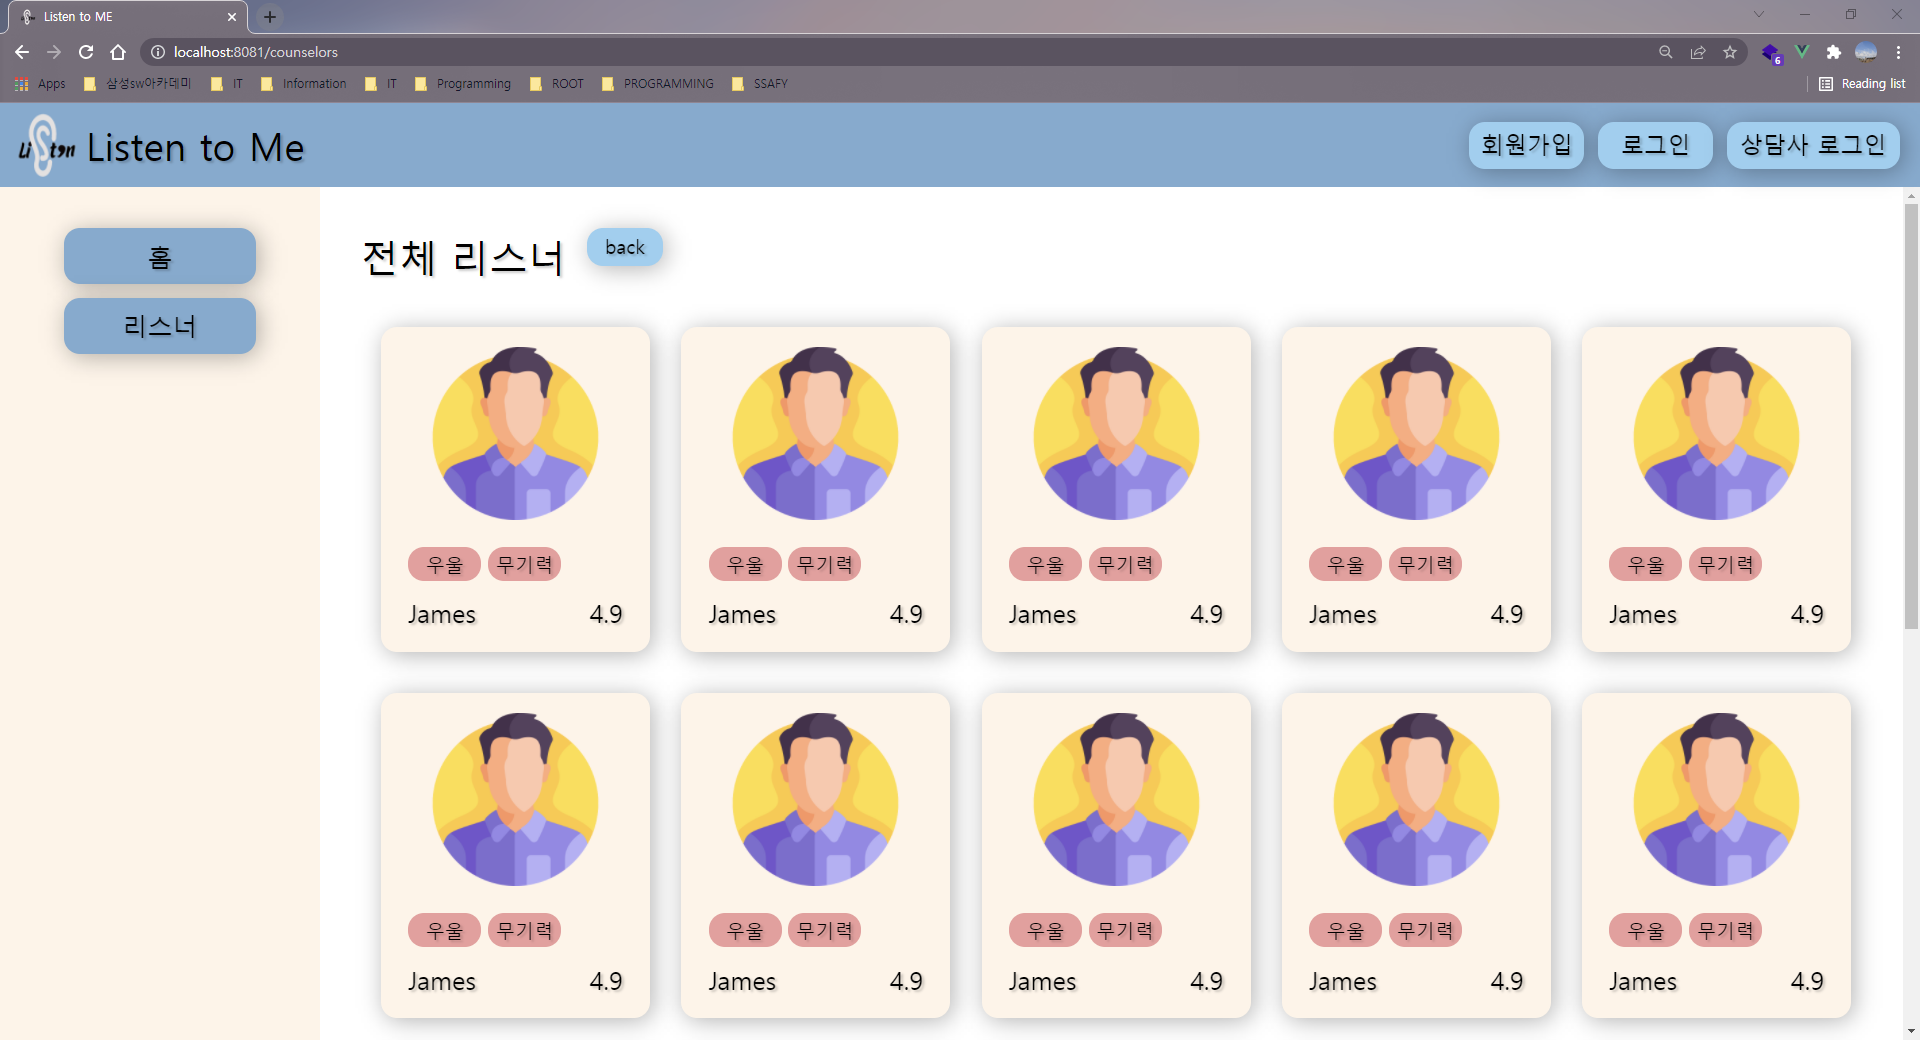 Listen to ME
localhost:8081/counselors
6
Apps 삼성sw아카데미 IT Information IT Programming ROOT PROGRAMMING SSAFY Reading list
Listen Listen to Me 회원가입 로그인 상담사 로그인
홈
리스너
전체 리스너 back
우울 무기력 우울 무기력 우울 무기력 우울 무기력 우울 무기력
James 4.9 James 4.9 James 4.9 James 4.9 James 4.9
우울 무기력 우울 무기력 우울 무기력 우울 무기력 우울 무기력
James 4.9 James 4.9 James 4.9 James 4.9 James 4.9